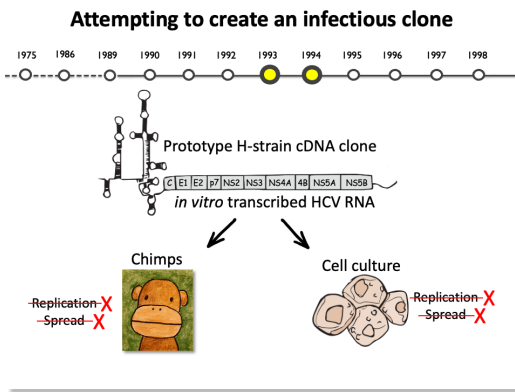 Attempting to create an infectious clone
1975 1986 1989 1990 1991 1992 1993 1994 1995 1996 1997 1998
Prototype H-strain cDNA clone
C E1 E2 p7 NS2 NS3 NS4A 4B NS5A NS5B
in vitro transcribed HCV RNA
Chimps
Replication X
Spread X
Cell culture
Replication X
Spread X